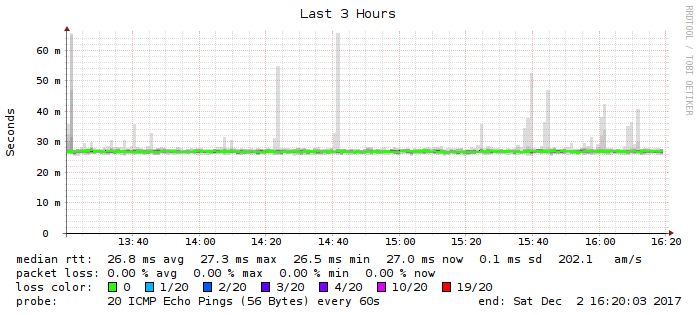 Last 3 Hours
RRDTOOL / TOBI OETIKER
Seconds
60 m
50 m
40 m
30 m
20 m
10 m
0
13:40 14:00 14:20 14:40 15:00 15:20 15:40 16:00 16:20
median rtt: 26.8 ms avg 27.3 ms max 26.5 ms min 27.0 ms now 0.1 ms sd 202.1 am/s
packet loss: 0.00 % avg 0.00 % max 0.00 % min 0.00 % now
loss color: 0 1/20 2/20 3/20 4/20 10/20 19/20
probe: 20 ICMP Echo Pings (56 Bytes) every 60s end: Sat Dec 2 16:20:03 2017